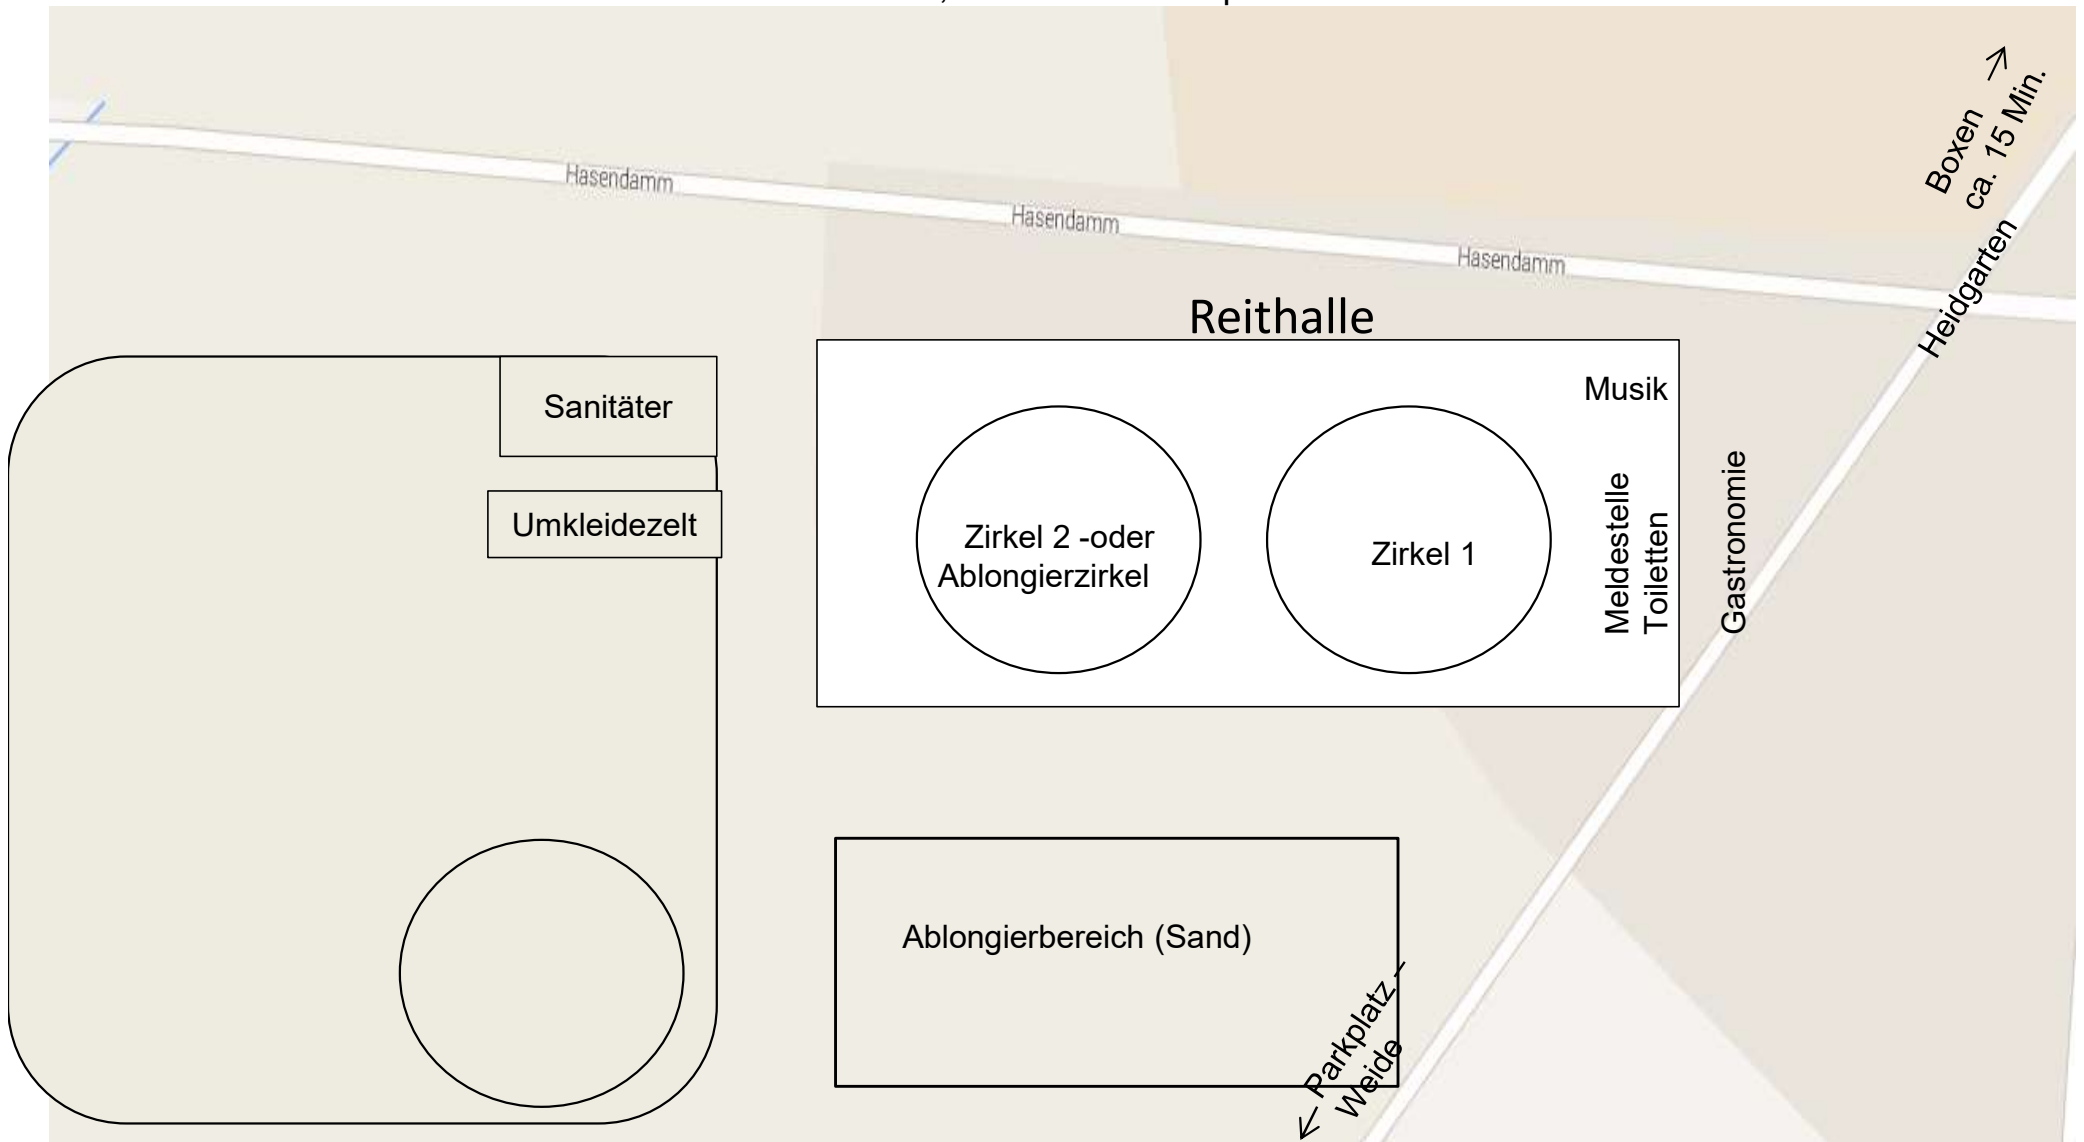 Boxen
ca. 15 Min.
Hasendamm
Hasendamm
Hasendamm
Heidgarten
Reithalle
Musik
Sanitäter
Umkleidezelt
Zirkel 2 -oder
Ablongierzirkel
Zirkel 1
Meldestelle
Toiletten
Gastronomie
Ablongierbereich (Sand)
Parkplatz –
Weide